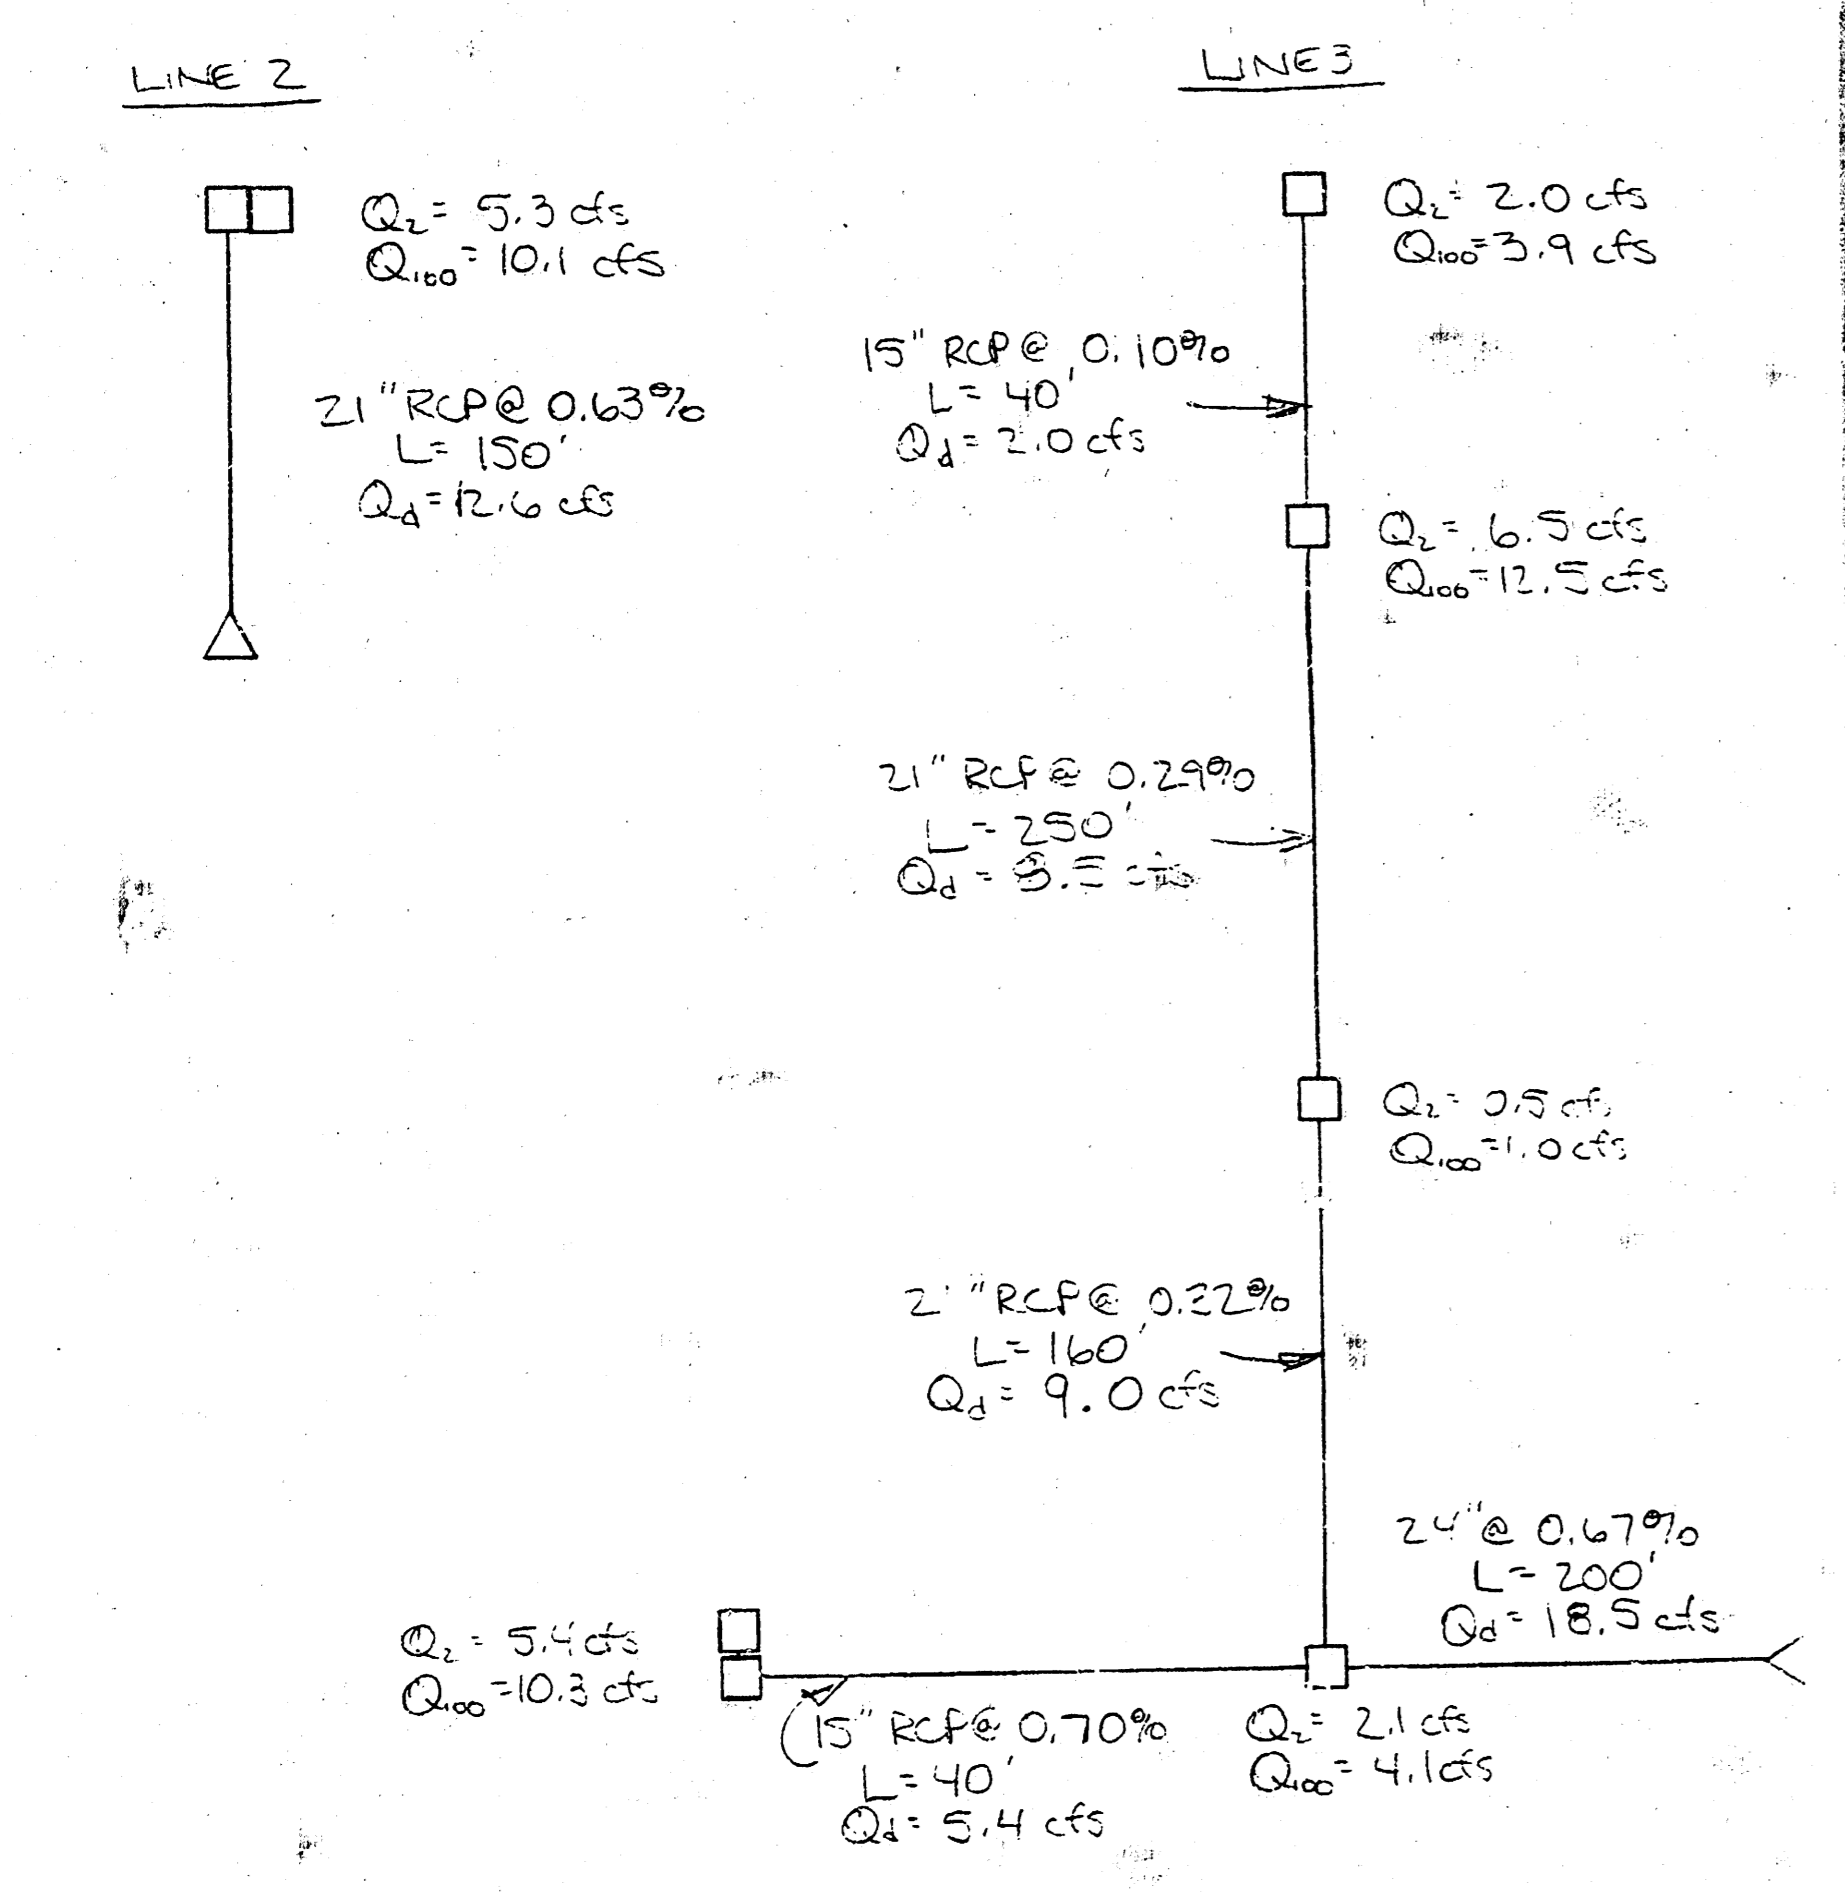 LINE 2
Q₂ = 5.3 cfs
Q₁₀₀ = 10.1 cfs
21" RCP @ 0.63%
L = 150'
Qd = 12.6 cfs
LINE 3
Q₂ = 2.0 cfs
Q₁₀₀ = 3.9 cfs
15" RCP @ 0.10%
L = 40'
Qd = 2.0 cfs
Q₂ = 6.5 cfs
Q₁₀₀ = 12.5 cfs
21" RCP @ 0.29%
L = 250'
Qd = 8.5 cfs
Q₂ = 0.5 cfs
Q₁₀₀ = 1.0 cfs
RCP @
L = 160'
Qd = 9.0 cfs
24" @ 0.67%
L = 200'
Qd = 18.5 cfs
Q₂ = 5.4 cfs
Q₁₀₀ = 10.3 cfs
15" RCP @ 0.70%
L = 40'
Qd = 5.4 cfs
Q₂ = 2.1 cfs
Q₁₀₀ = 4.1 cfs